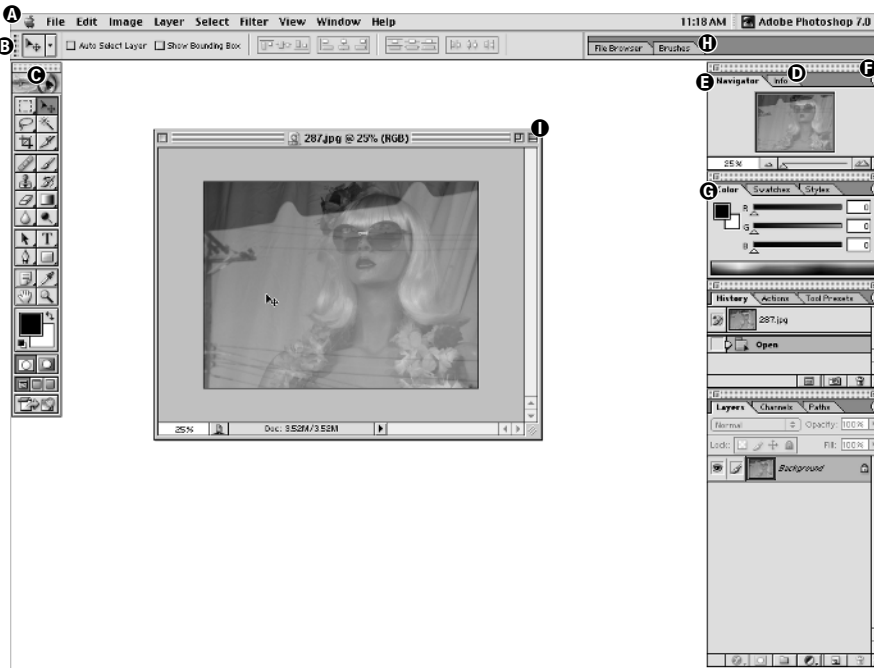 A File Edit Image Layer Select Filter View Window Help 11:18 AM Adobe Photoshop 7.0
B Auto Select Layer Show Bounding Box File Browser Brushes H
C
E Navigator Info D F
25%
G Color Swatches Styles
R 0
G 0
B 0
I 287.jpg @ 25% (RGB)
25% Doc: 3.52M/3.52M
History Actions Tool Presets
287.jpg
Open
Layers Channels Paths
Normal Opacity: 100%
Lock: Fill: 100%
Background
T